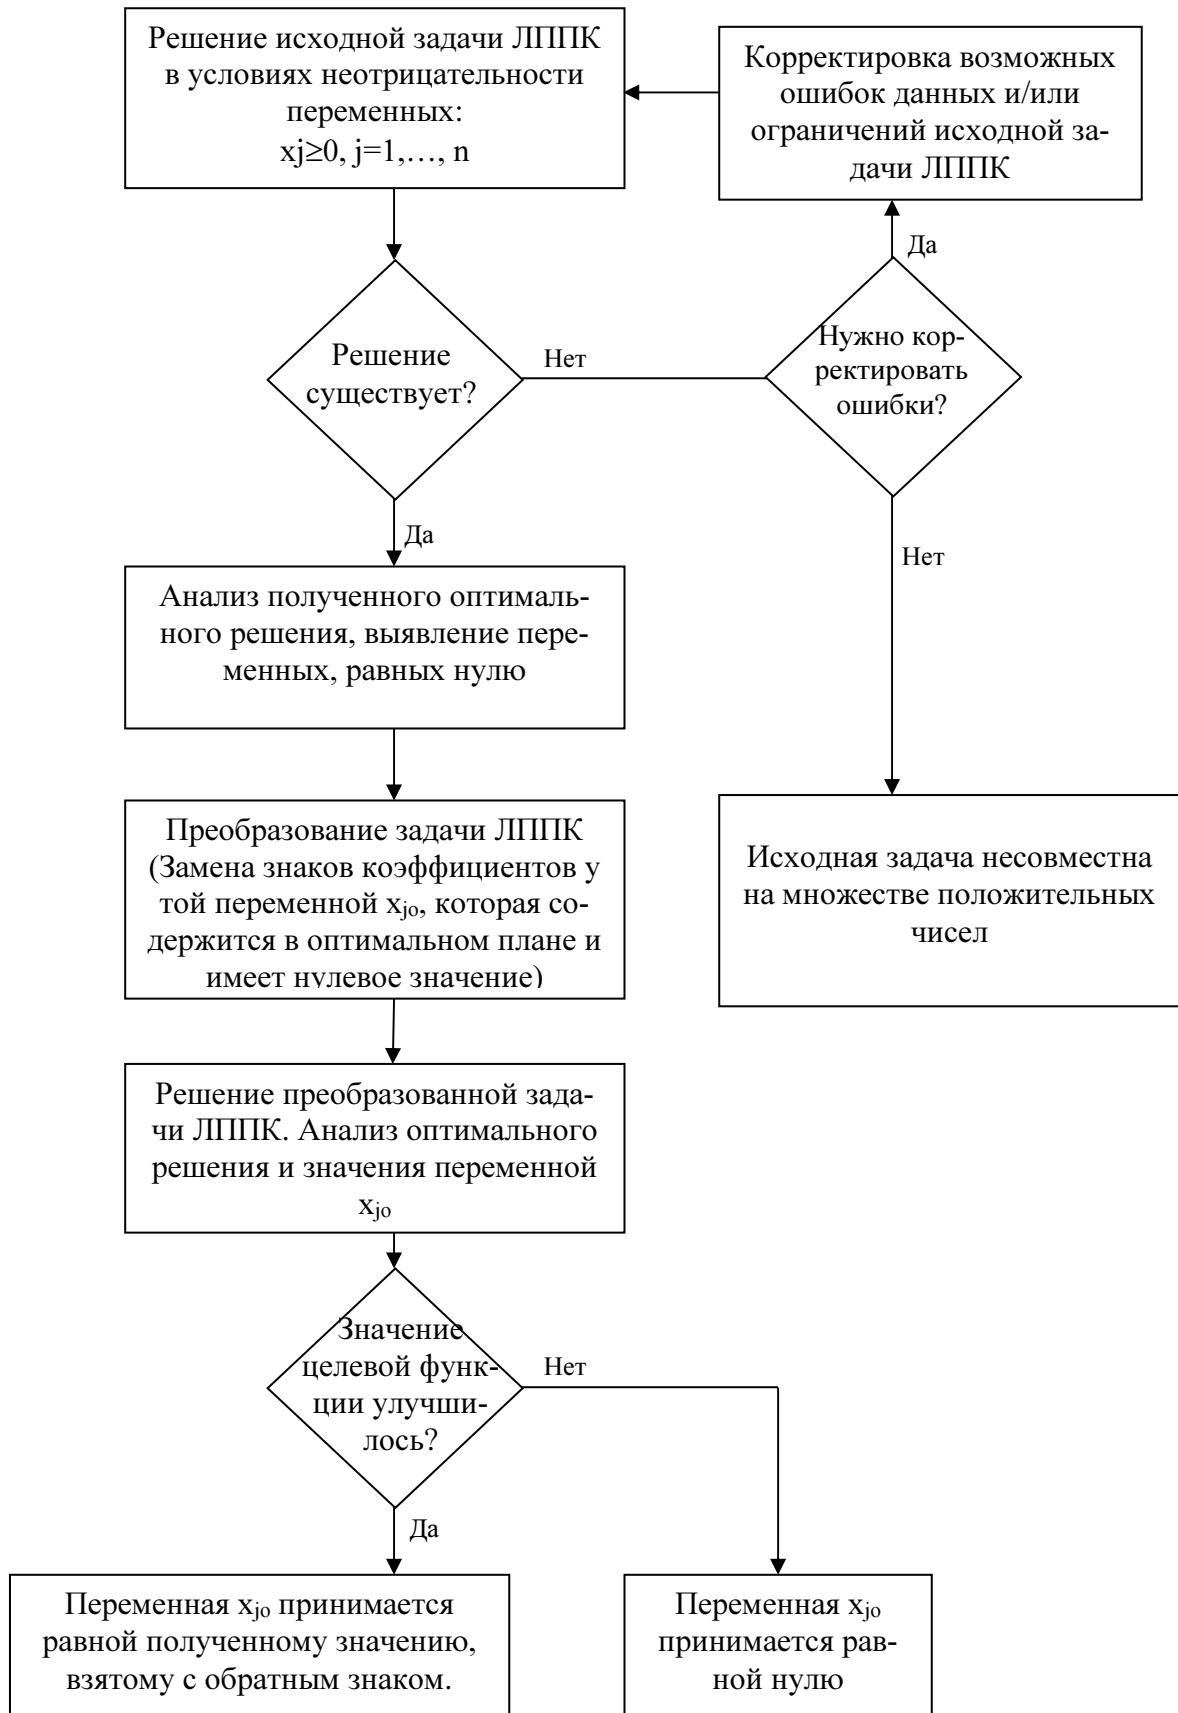 Решение исходной задачи ЛППК
в условиях неотрицательности
переменных:
xj≥0, j=1,…, n
Корректировка возможных
ошибок данных и/или
ограничений исходной за-
дачи ЛППК
Да
Решение
существует?
Нет
Нужно кор-
ректировать
ошибки?
Да
Нет
Анализ полученного оптималь-
ного решения, выявление пере-
менных, равных нулю
Преобразование задачи ЛППК
(Замена знаков коэффициентов у
той переменной xjo, которая со-
держится в оптимальном плане и
имеет нулевое значение)
Исходная задача несовместна
на множестве положительных
чисел
Решение преобразованной зада-
чи ЛППК. Анализ оптимального
решения и значения переменной
xjo
Значение
целевой функ-
ции улучши-
лось?
Нет
Да
Переменная xjo принимается
равной полученному значению,
взятому с обратным знаком.
Переменная xjo
принимается рав-
ной нулю